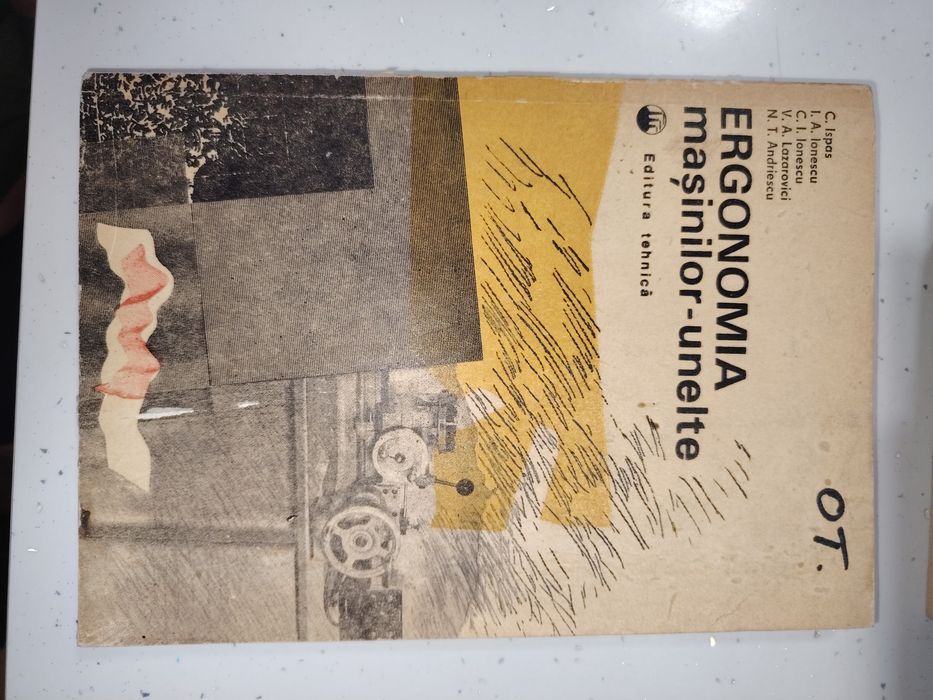 C. Ispas
I. A. Ionescu
C. I. Ionescu
V. A. Lazarovici
N. T. Andriescu
ERGONOMIA
mașinilor-unelte
Editura tehnică
OT.